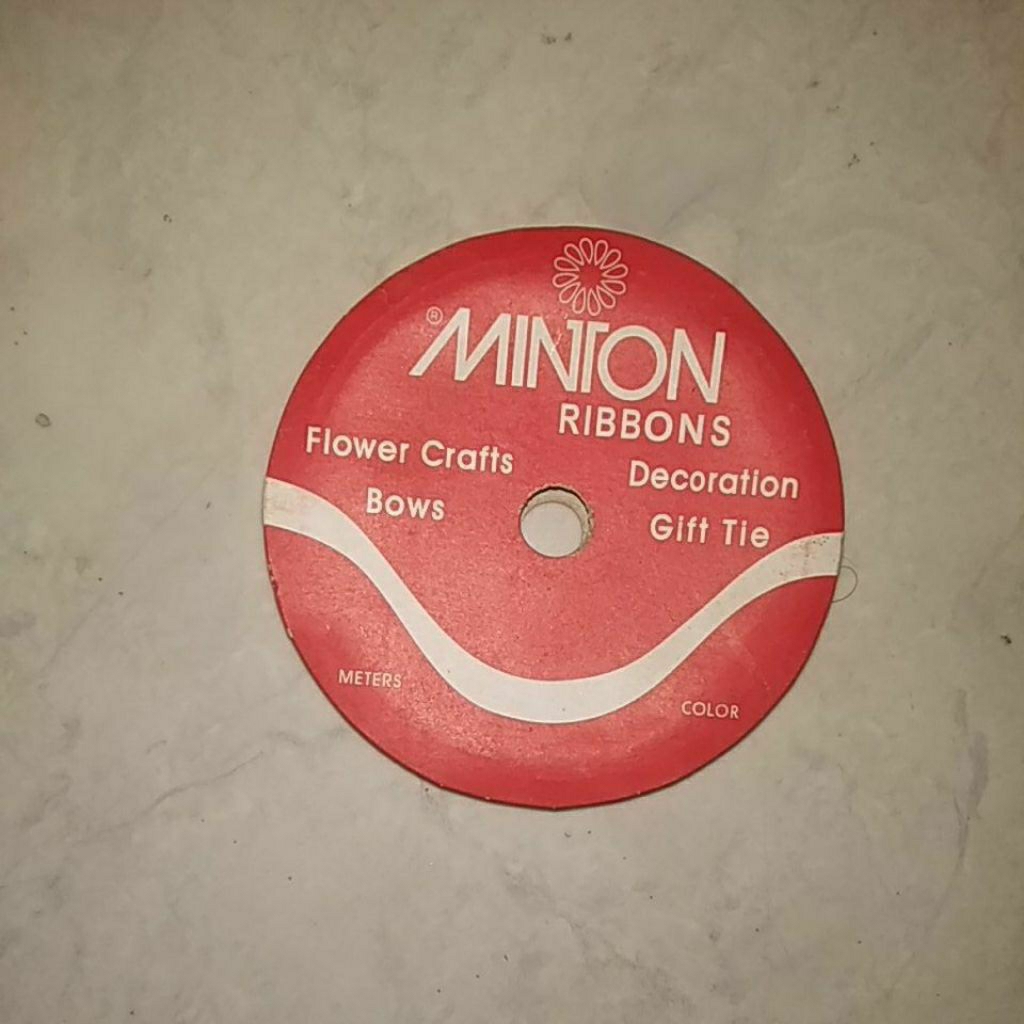 ® MINTON
RIBBONS
Flower Crafts
Bows
Decoration
Gift Tie
METERS
COLOR